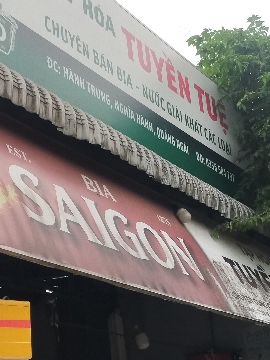 HÓA TUYÊN TUẸ
CHUYÊN BÁN BIA - NƯỚC GIẢI KHÁT CÁC LOẠI
ĐC: HÀNH TRUNG, NGHĨA HÀNH, QUẢNG NGÃI
EST.
BIA
SAIGON
TUYÊ